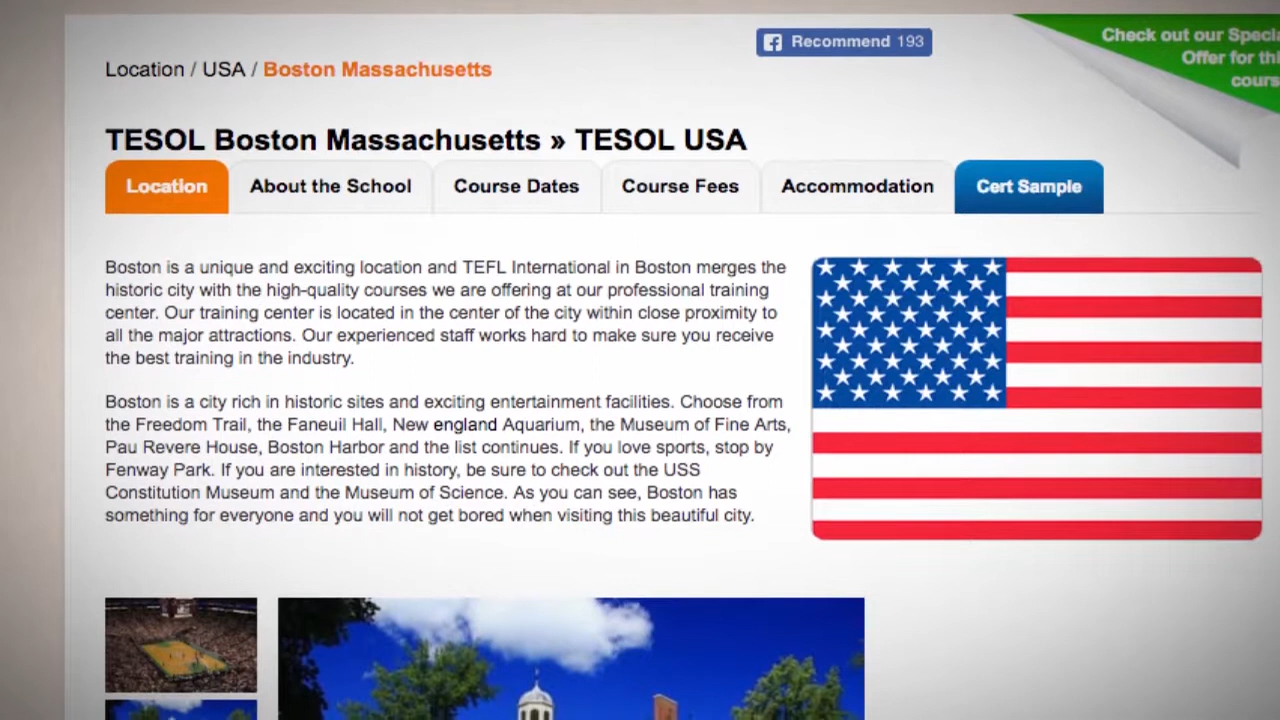 Recommend 193
Check out our
Offer for
Location / USA / Boston Massachusetts
TESOL Boston Massachusetts » TESOL USA
Location About the School Course Dates Course Fees Accommodation Cert Sample
Boston is a unique and exciting location and TEFL International in Boston merges the
historic city with the high-quality courses we are offering at our professional training
center. Our training center is located in the center of the city within close proximity to
all the major attractions. Our experienced staff works hard to make sure you receive
the best training in the industry.
Boston is a city rich in historic sites and exciting entertainment facilities. Choose from
the Freedom Trail, the Faneuil Hall, New england Aquarium, the Museum of Fine Arts,
Pau Revere House, Boston Harbor and the list continues. If you love sports, stop by
Fenway Park. If you are interested in history, be sure to check out the USS
Constitution Museum and the Museum of Science. As you can see, Boston has
something for everyone and you will not get bored when visiting this beautiful city.